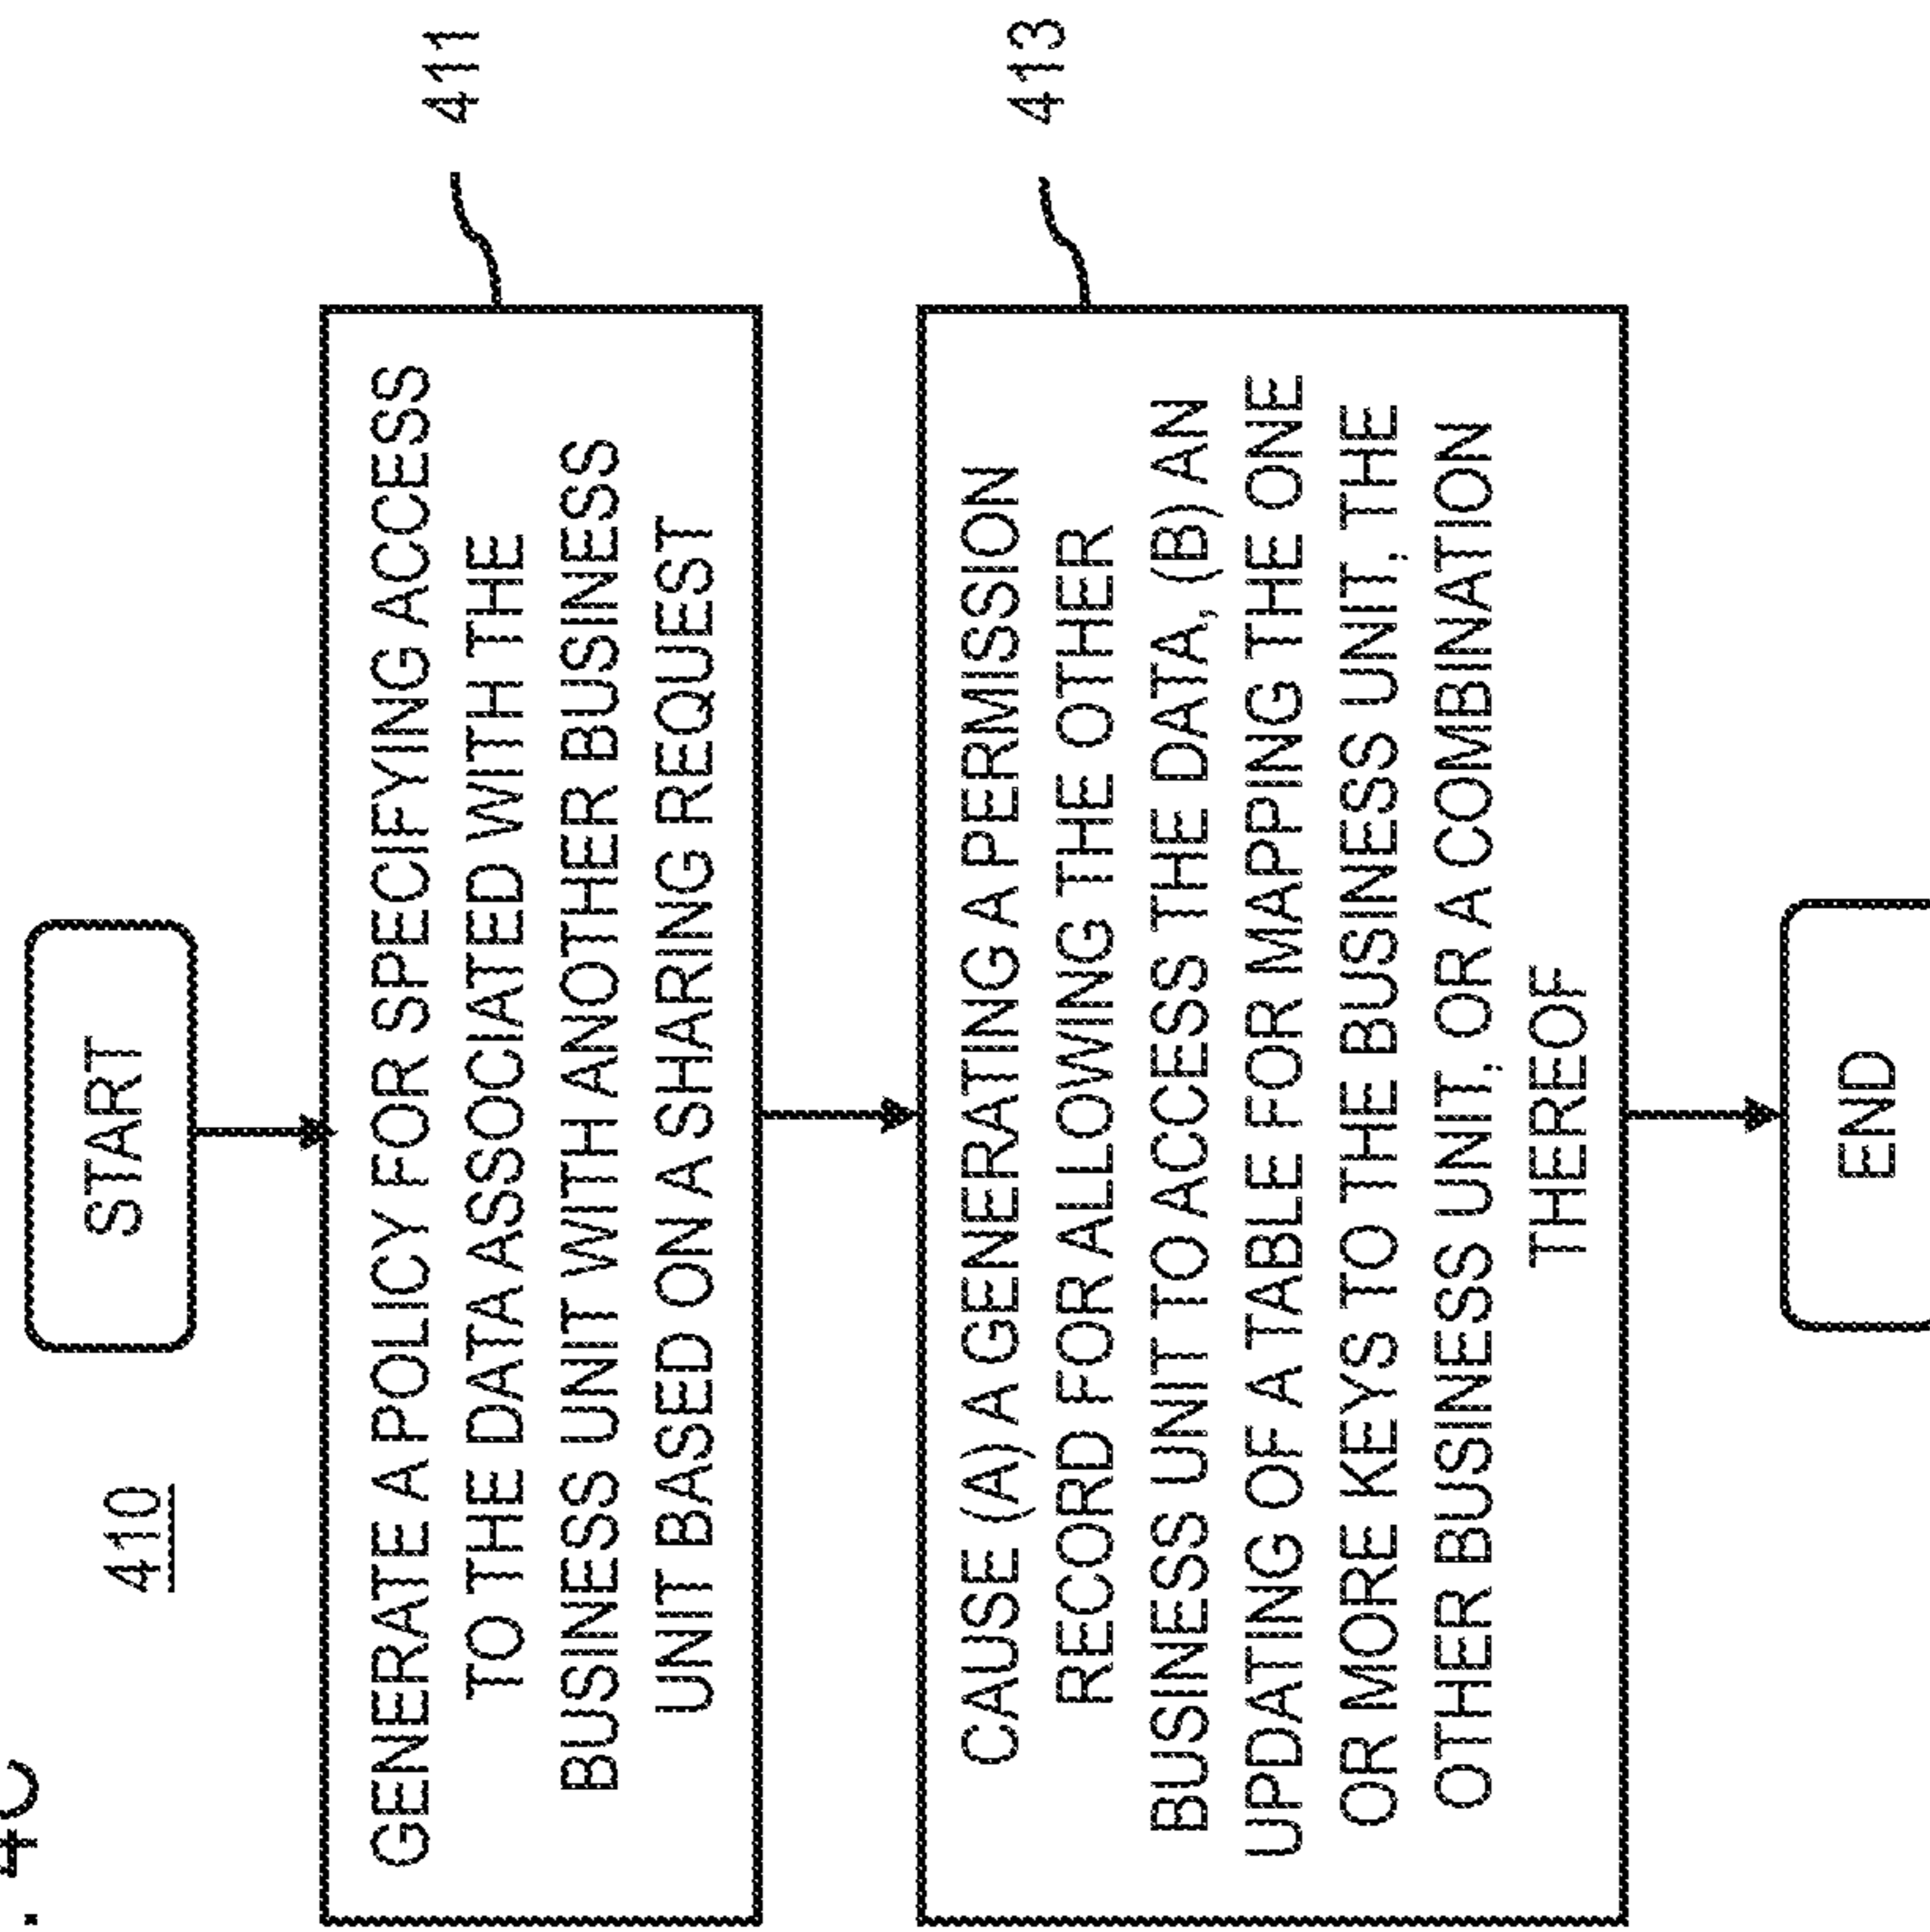 . 4C
410
START
GENERATE A POLICY FOR SPECIFYING ACCESS
TO THE DATA ASSOCIATED WITH THE
BUSINESS UNIT WITH ANOTHER BUSINESS
UNIT BASED ON A SHARING REQUEST
411
CAUSE (A) A GENERATING A PERMISSION
RECORD FOR ALLOWING THE OTHER
BUSINESS UNIT TO ACCESS THE DATA, (B) AN
UPDATING OF A TABLE FOR MAPPING THE ONE
OR MORE KEYS TO THE BUSINESS UNIT, THE
OTHER BUSINESS UNIT, OR A COMBINATION
THEREOF
413
END